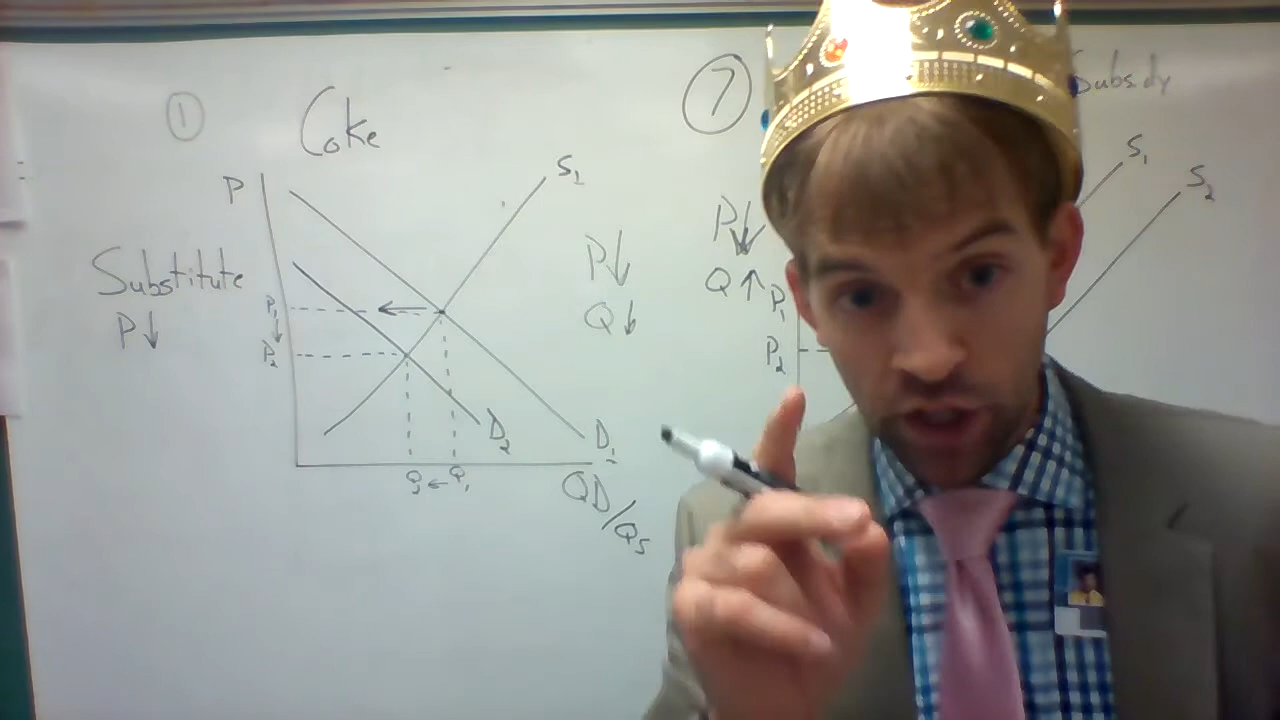 ① Coke
P
S₁
Substitute
P↓
P₁
P₂
P↓
Q↓
D₂
D₁
Q₂ ← Q₁
QD/QS
⑦ Subsidy
S₁
S₂
P↓
Q↑
P₁
P₂